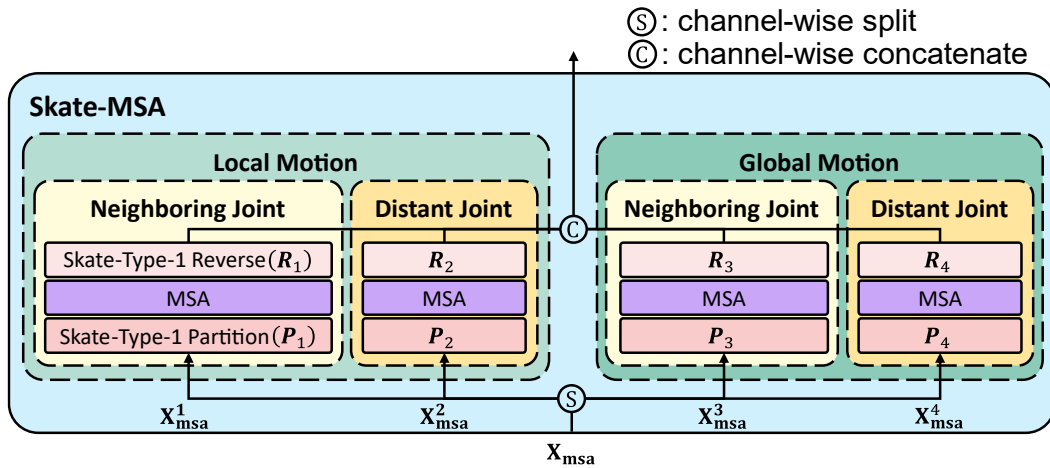 Ⓢ: channel-wise split
Ⓒ: channel-wise concatenate
Skate-MSA
Local Motion
Global Motion
Neighboring Joint
Distant Joint
Neighboring Joint
Distant Joint
C
Skate-Type-1 Reverse(R₁)
R₂
R₃
R₄
MSA
MSA
MSA
MSA
Skate-Type-1 Partition(P₁)
P₂
P₃
P₄
S
X¹msa
X²msa
X³msa
X⁴msa
Xmsa